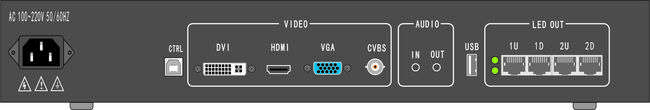 AC 100-220V 50/60HZ
VIDEO
AUDIO
LED OUT
CTRL
DVI
HDMI
VGA
CVBS
IN
OUT
USB
1U
1D
2U
2D